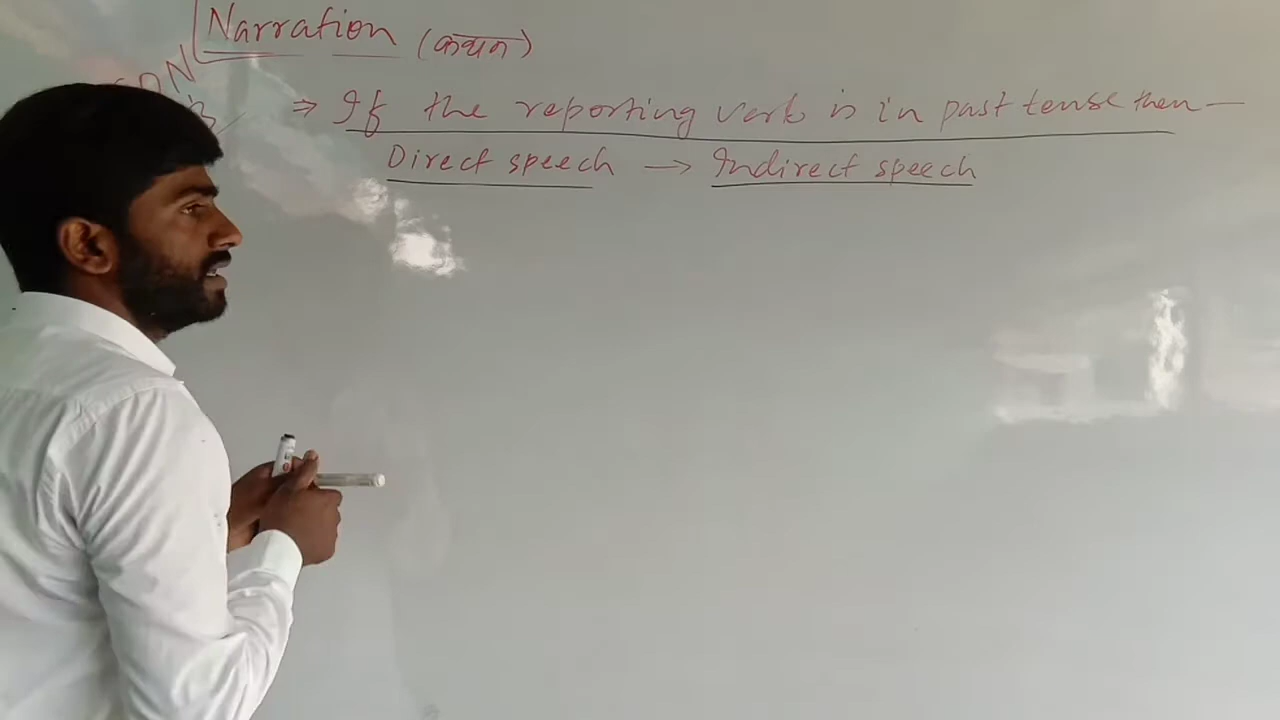 Narration (कथन)
⇒ If the reporting verb is in past tense then —
Direct speech → Indirect speech